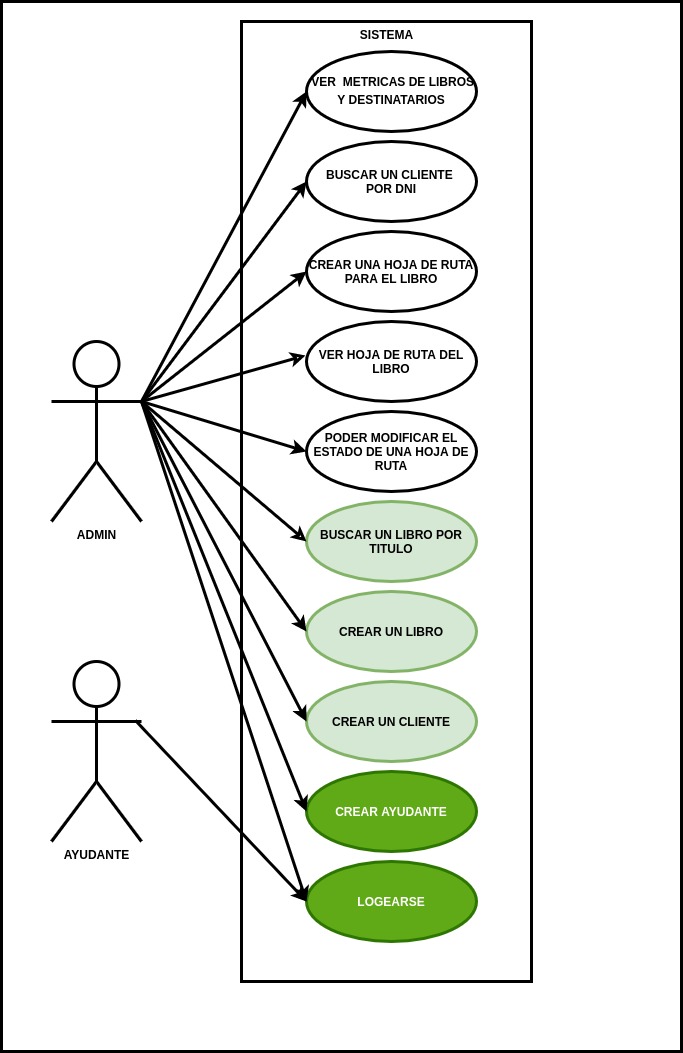 SISTEMA
VER  METRICAS DE LIBROS
Y DESTINATARIOS
BUSCAR UN CLIENTE
POR DNI
CREAR UNA HOJA DE RUTA
PARA EL LIBRO
VER HOJA DE RUTA DEL
LIBRO
PODER MODIFICAR EL
ESTADO DE UNA HOJA DE
RUTA
ADMIN
BUSCAR UN LIBRO POR
TITULO
CREAR UN LIBRO
CREAR UN CLIENTE
CREAR AYUDANTE
AYUDANTE
LOGEARSE